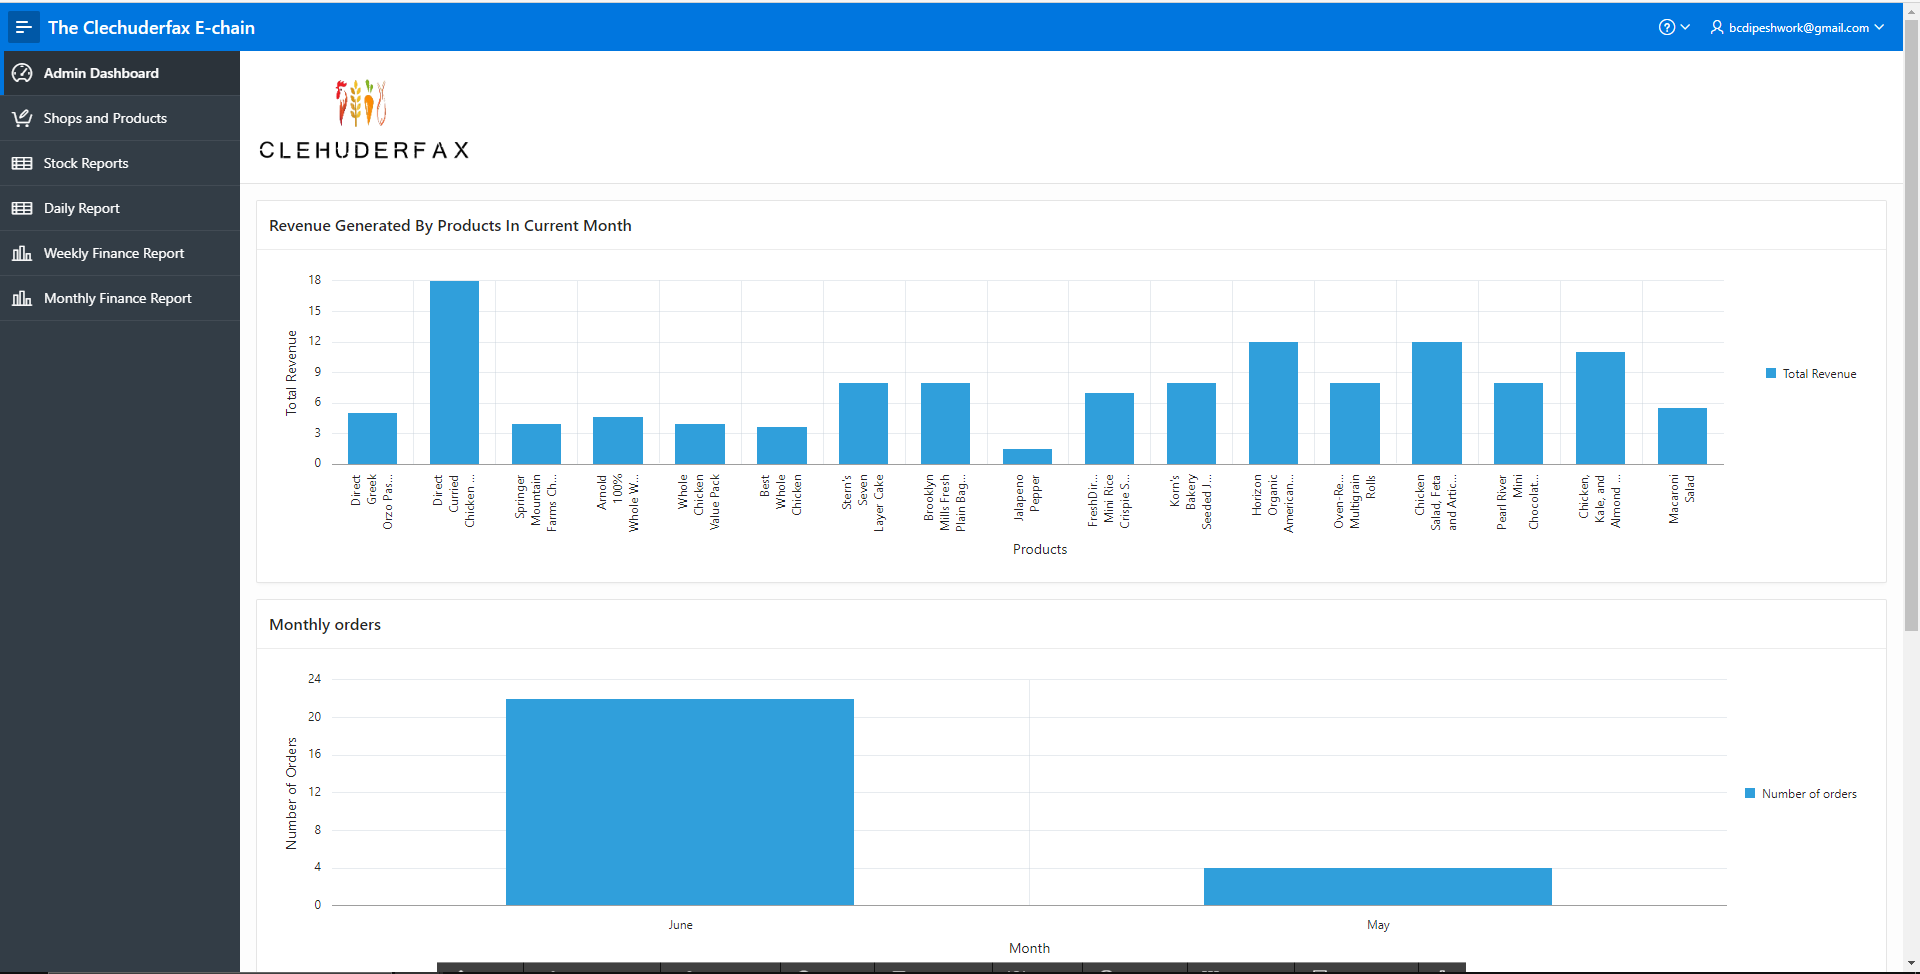 The Clechuderfax E-chain
bcdipeshwork@gmail.com
Admin Dashboard
Shops and Products
Stock Reports
Daily Report
Weekly Finance Report
Monthly Finance Report
CLEHUDERFAX
Revenue Generated By Products In Current Month
Total Revenue
18
15
12
9
6
3
0
Direct
Greek
Orzo Pas...
Direct
Curried
Chicken ...
Springer
Mountain
Farms Ch...
Arnold
100%
Whole W...
Whole
Chicken
Value Pack
Best
Whole
Chicken
Stern's
Seven
Layer Cake
Brooklyn
Mills Fresh
Plain Bag...
Jalapeno
Pepper
FreshDir...
Mini Rice
Crispie S...
Korn's
Bakery
Seeded J...
Horizon
Organic
American...
Oven-Re...
Multigrain
Rolls
Chicken
Salad, Feta
and Artic...
Pearl River
Mini
Chocolat...
Chicken,
Kale, and
Almond ...
Macaroni
Salad
Products
Total Revenue
Monthly orders
Number of Orders
24
20
16
12
8
4
0
June
May
Month
Number of orders